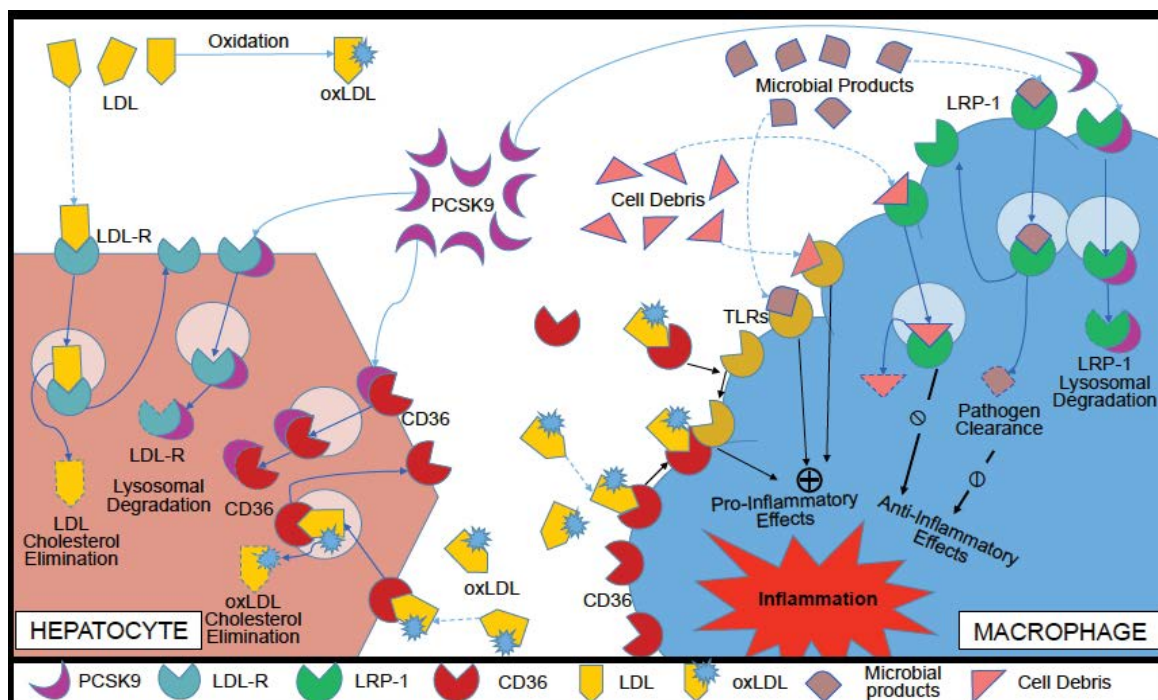 Oxidation
LDL
oxLDL
Microbial Products
LRP-1
PCSK9
Cell Debris
LDL-R
TLRs
CD36
LDL-R
Lysosomal
Degradation
CD36
LDL
Cholesterol
Elimination
oxLDL
Cholesterol
Elimination
oxLDL
CD36
Pro-Inflammatory
Effects
Anti-Inflammatory
Effects
Pathogen
Clearance
LRP-1
Lysosomal
Degradation
Inflammation
HEPATOCYTE
MACROPHAGE
PCSK9
LDL-R
LRP-1
CD36
LDL
oxLDL
Microbial
products
Cell Debris